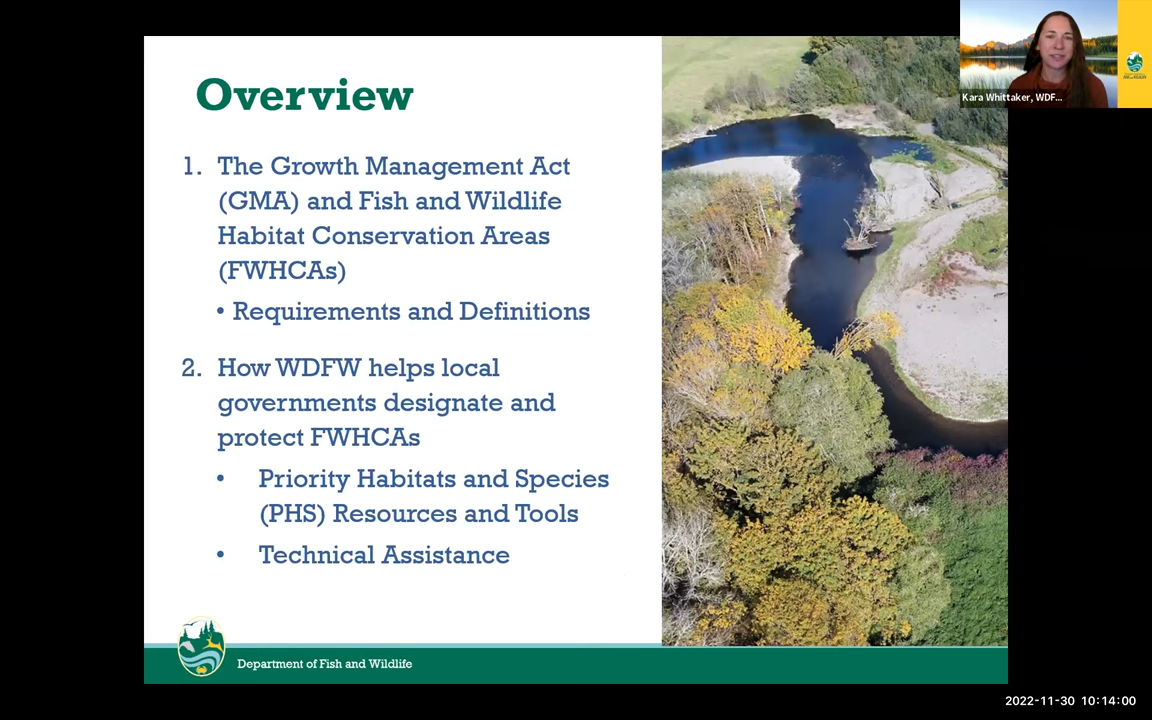 Overview
1. The Growth Management Act
(GMA) and Fish and Wildlife
Habitat Conservation Areas
(FWHCAs)
• Requirements and Definitions
2. How WDFW helps local
governments designate and
protect FWHCAs
• Priority Habitats and Species
(PHS) Resources and Tools
• Technical Assistance
Department of Fish and Wildlife
Kara Whittaker, WDF...
2022-11-30 10:14:00